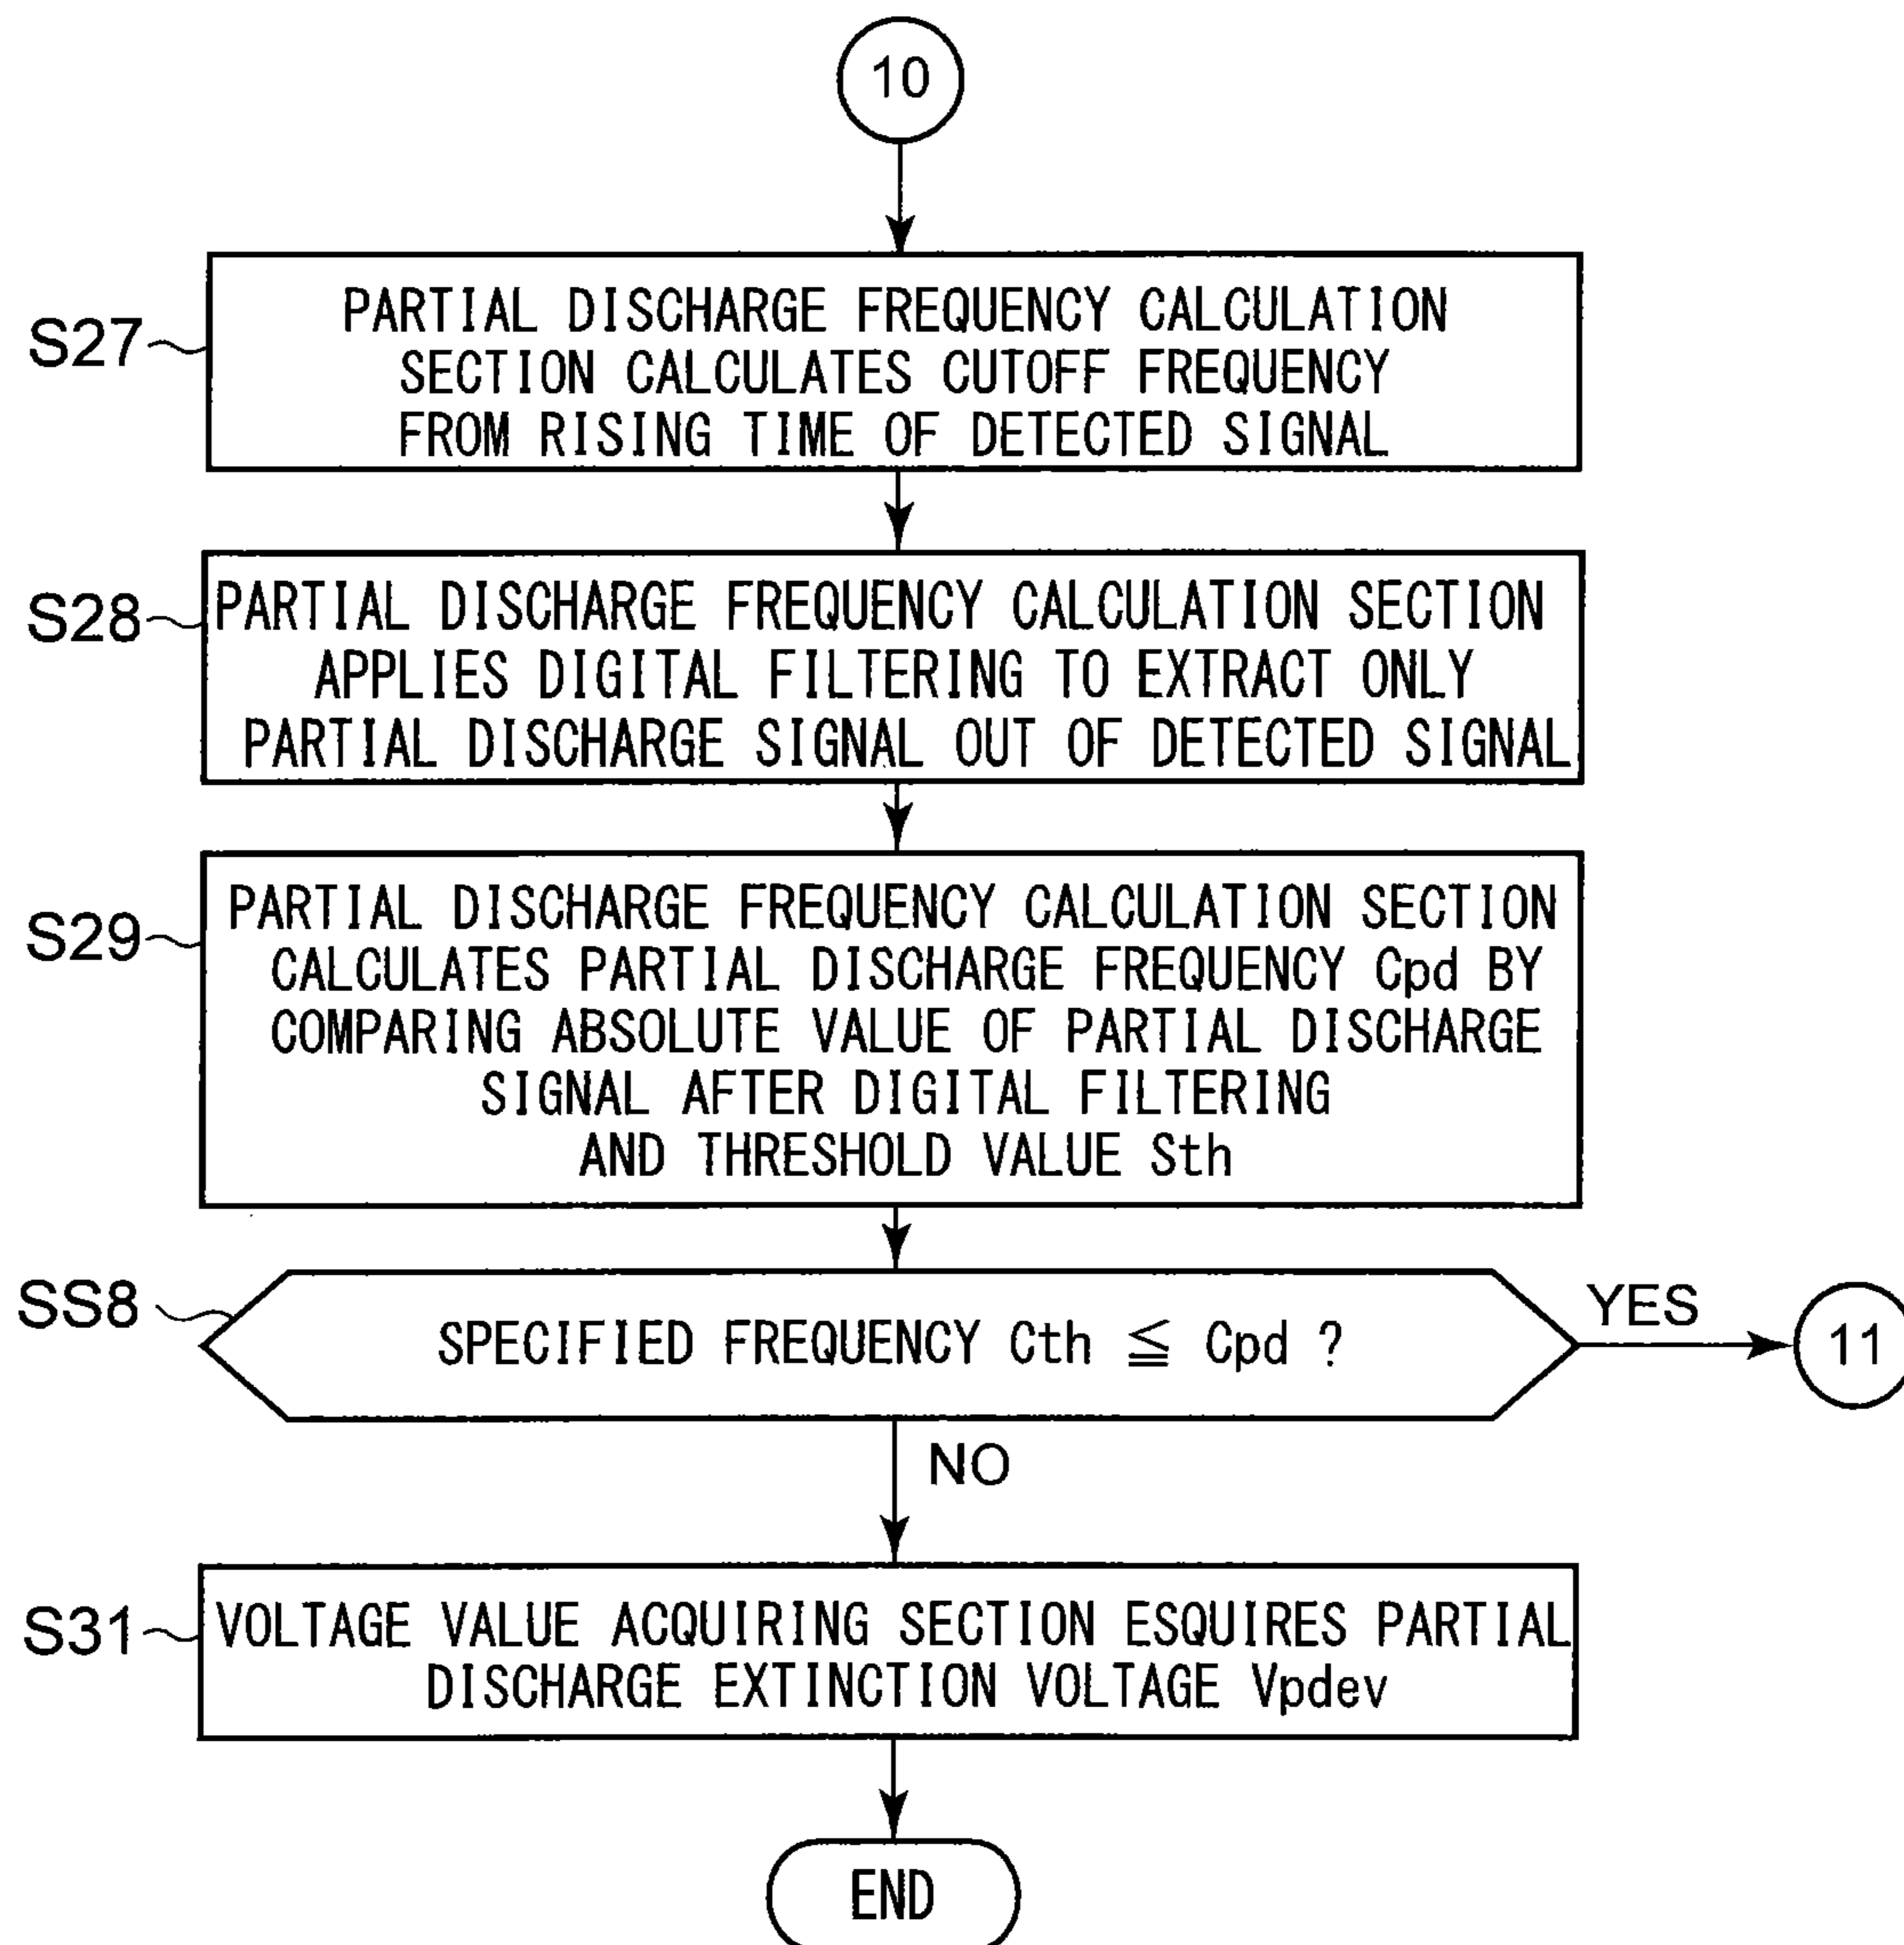 10
S27
PARTIAL DISCHARGE FREQUENCY CALCULATION
SECTION CALCULATES CUTOFF FREQUENCY
FROM RISING TIME OF DETECTED SIGNAL
S28
PARTIAL DISCHARGE FREQUENCY CALCULATION SECTION
APPLIES DIGITAL FILTERING TO EXTRACT ONLY
PARTIAL DISCHARGE SIGNAL OUT OF DETECTED SIGNAL
S29
PARTIAL DISCHARGE FREQUENCY CALCULATION SECTION
CALCULATES PARTIAL DISCHARGE FREQUENCY Cpd BY
COMPARING ABSOLUTE VALUE OF PARTIAL DISCHARGE
SIGNAL AFTER DIGITAL FILTERING
AND THRESHOLD VALUE Sth
SS8
SPECIFIED FREQUENCY Cth ≦ Cpd ?
YES
11
NO
S31
VOLTAGE VALUE ACQUIRING SECTION ESQUIRES PARTIAL
DISCHARGE EXTINCTION VOLTAGE Vpdev
END